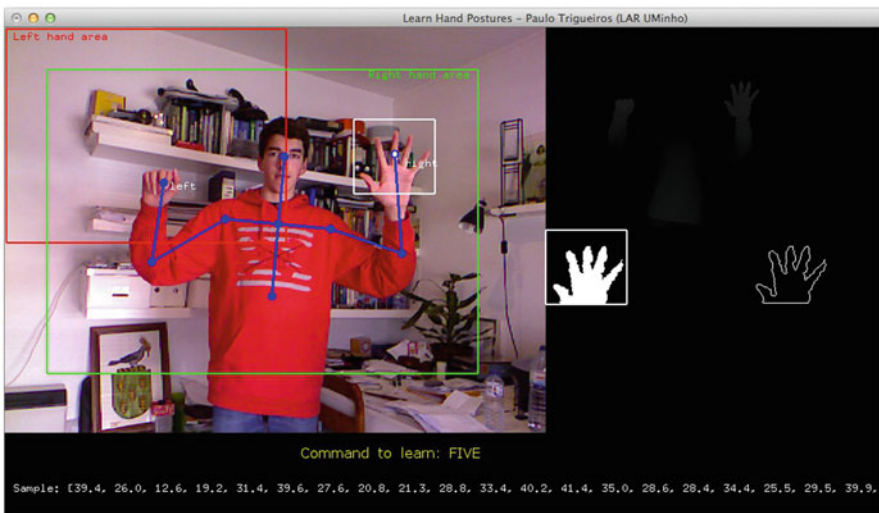 Learn Hand Postures - Paulo Trigueiros (LAR UMinho)
Left hand area
Right hand area
right
left
Command to learn: FIVE
Sample: [39.4, 26.0, 12.6, 19.2, 31.4, 39.6, 27.6, 20.8, 21.3, 28.8, 33.4, 40.2, 41.4, 35.0, 28.6, 28.4, 34.4, 25.5, 29.5, 39.9,